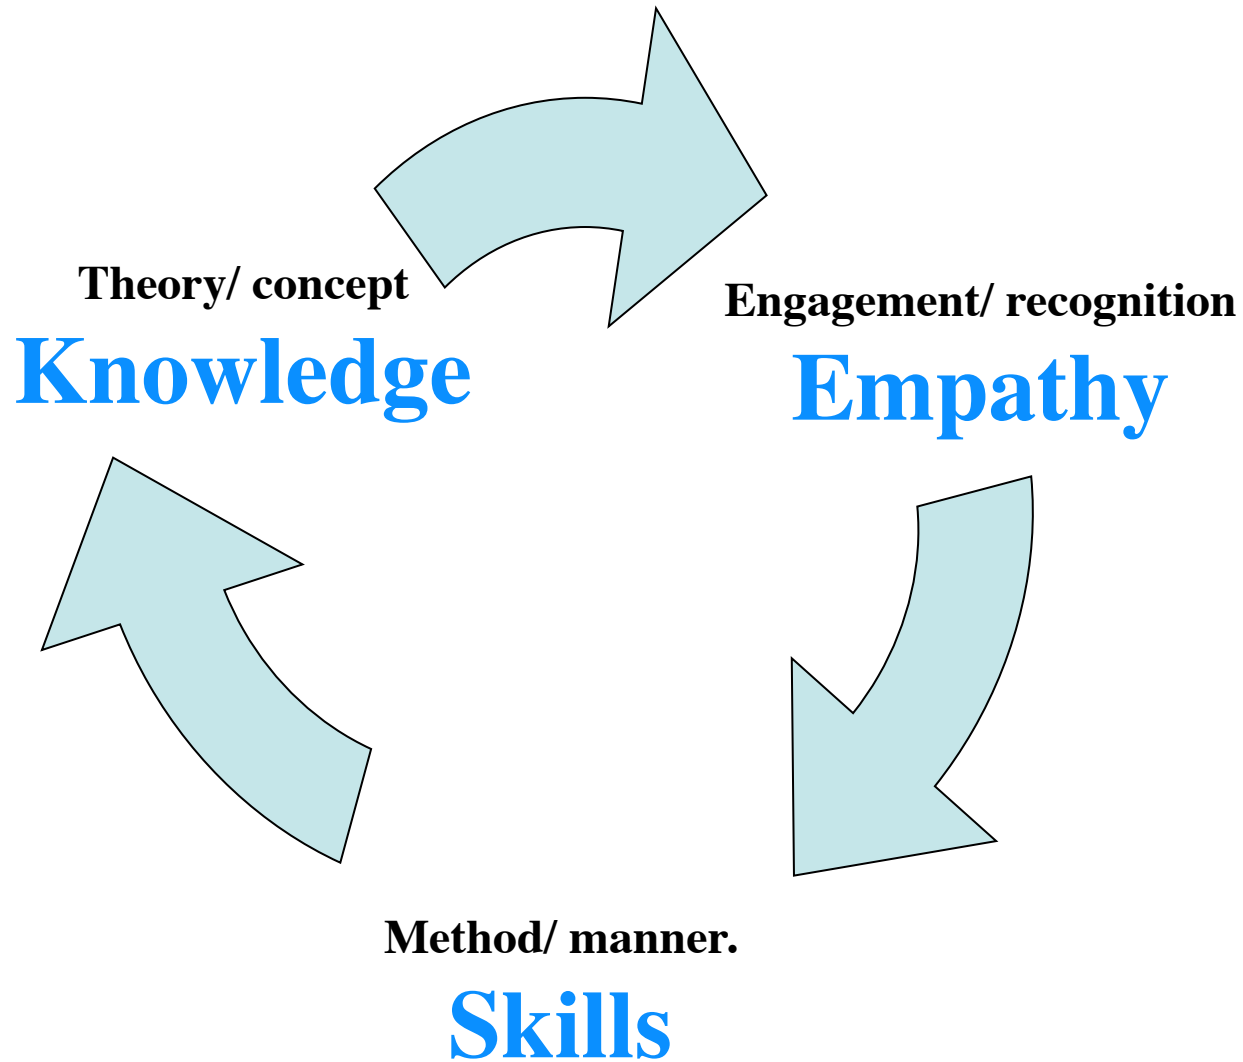 Theory/ concept
Knowledge
Engagement/ recognition
Empathy
Method/ manner.
Skills